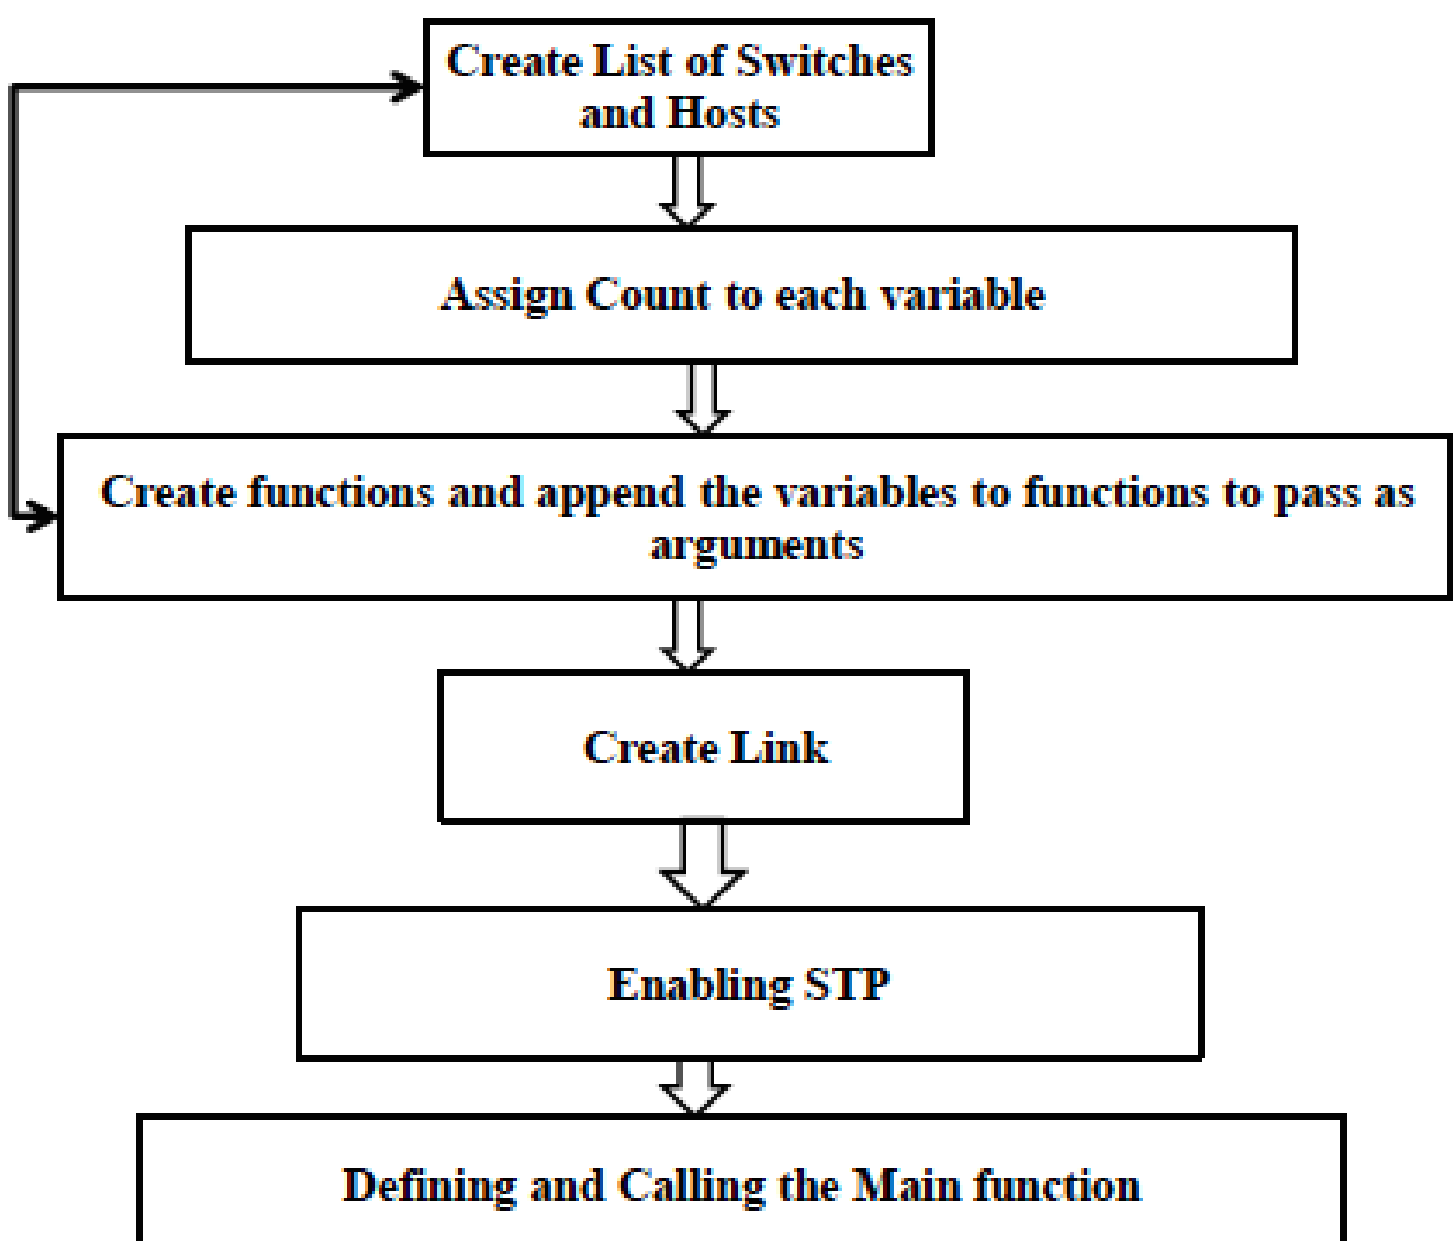 Create List of Switches
and Hosts
Assign Count to each variable
Create functions and append the variables to functions to pass as
arguments
Create Link
Enabling STP
Defining and Calling the Main function